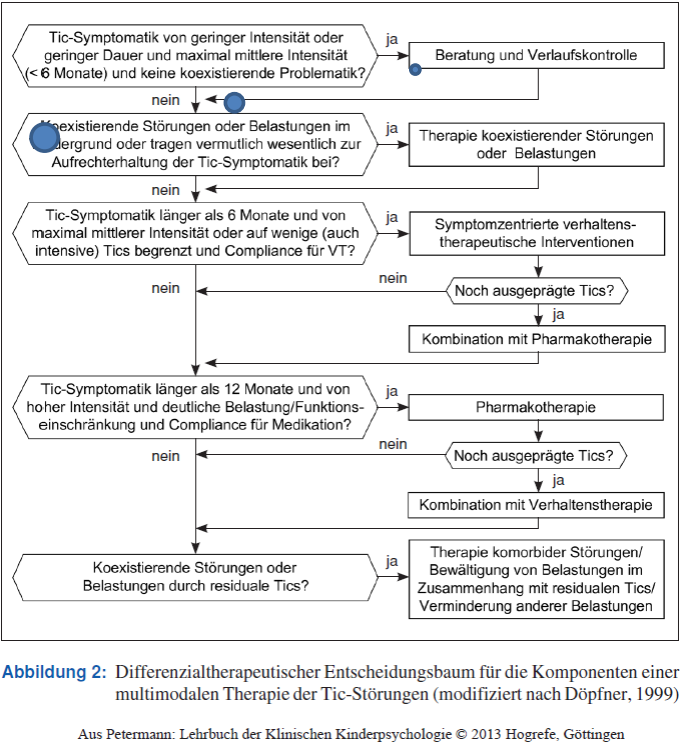 Tic-Symptomatik von geringer Intensität oder
geringer Dauer und maximal mittlere Intensität
(< 6 Monate) und keine koexistierende Problematik?
ja
Beratung und Verlaufskontrolle
nein
Koexistierende Störungen oder Belastungen im
dergrund oder tragen vermutlich wesentlich zur
Aufrechterhaltung der Tic-Symptomatik bei?
ja
Therapie koexistierender Störungen
oder Belastungen
nein
Tic-Symptomatik länger als 6 Monate und von
maximal mittlerer Intensität oder auf wenige (auch
intensive) Tics begrenzt und Compliance für VT?
ja
Symptomzentrierte verhaltens-
therapeutische Interventionen
nein
nein
Noch ausgeprägte Tics?
ja
Kombination mit Pharmakotherapie
Tic-Symptomatik länger als 12 Monate und von
hoher Intensität und deutliche Belastung/Funktions-
einschränkung und Compliance für Medikation?
ja
Pharmakotherapie
nein
nein
Noch ausgeprägte Tics?
ja
Kombination mit Verhaltenstherapie
Koexistierende Störungen oder
Belastungen durch residuale Tics?
ja
Therapie komorbider Störungen/
Bewältigung von Belastungen im
Zusammenhang mit residualen Tics/
Verminderung anderer Belastungen
Abbildung 2: Differenzialtherapeutischer Entscheidungsbaum für die Komponenten einer
multimodalen Therapie der Tic-Störungen (modifiziert nach Döpfner, 1999)
Aus Petermann: Lehrbuch der Klinischen Kinderpsychologie © 2013 Hogrefe, Göttingen